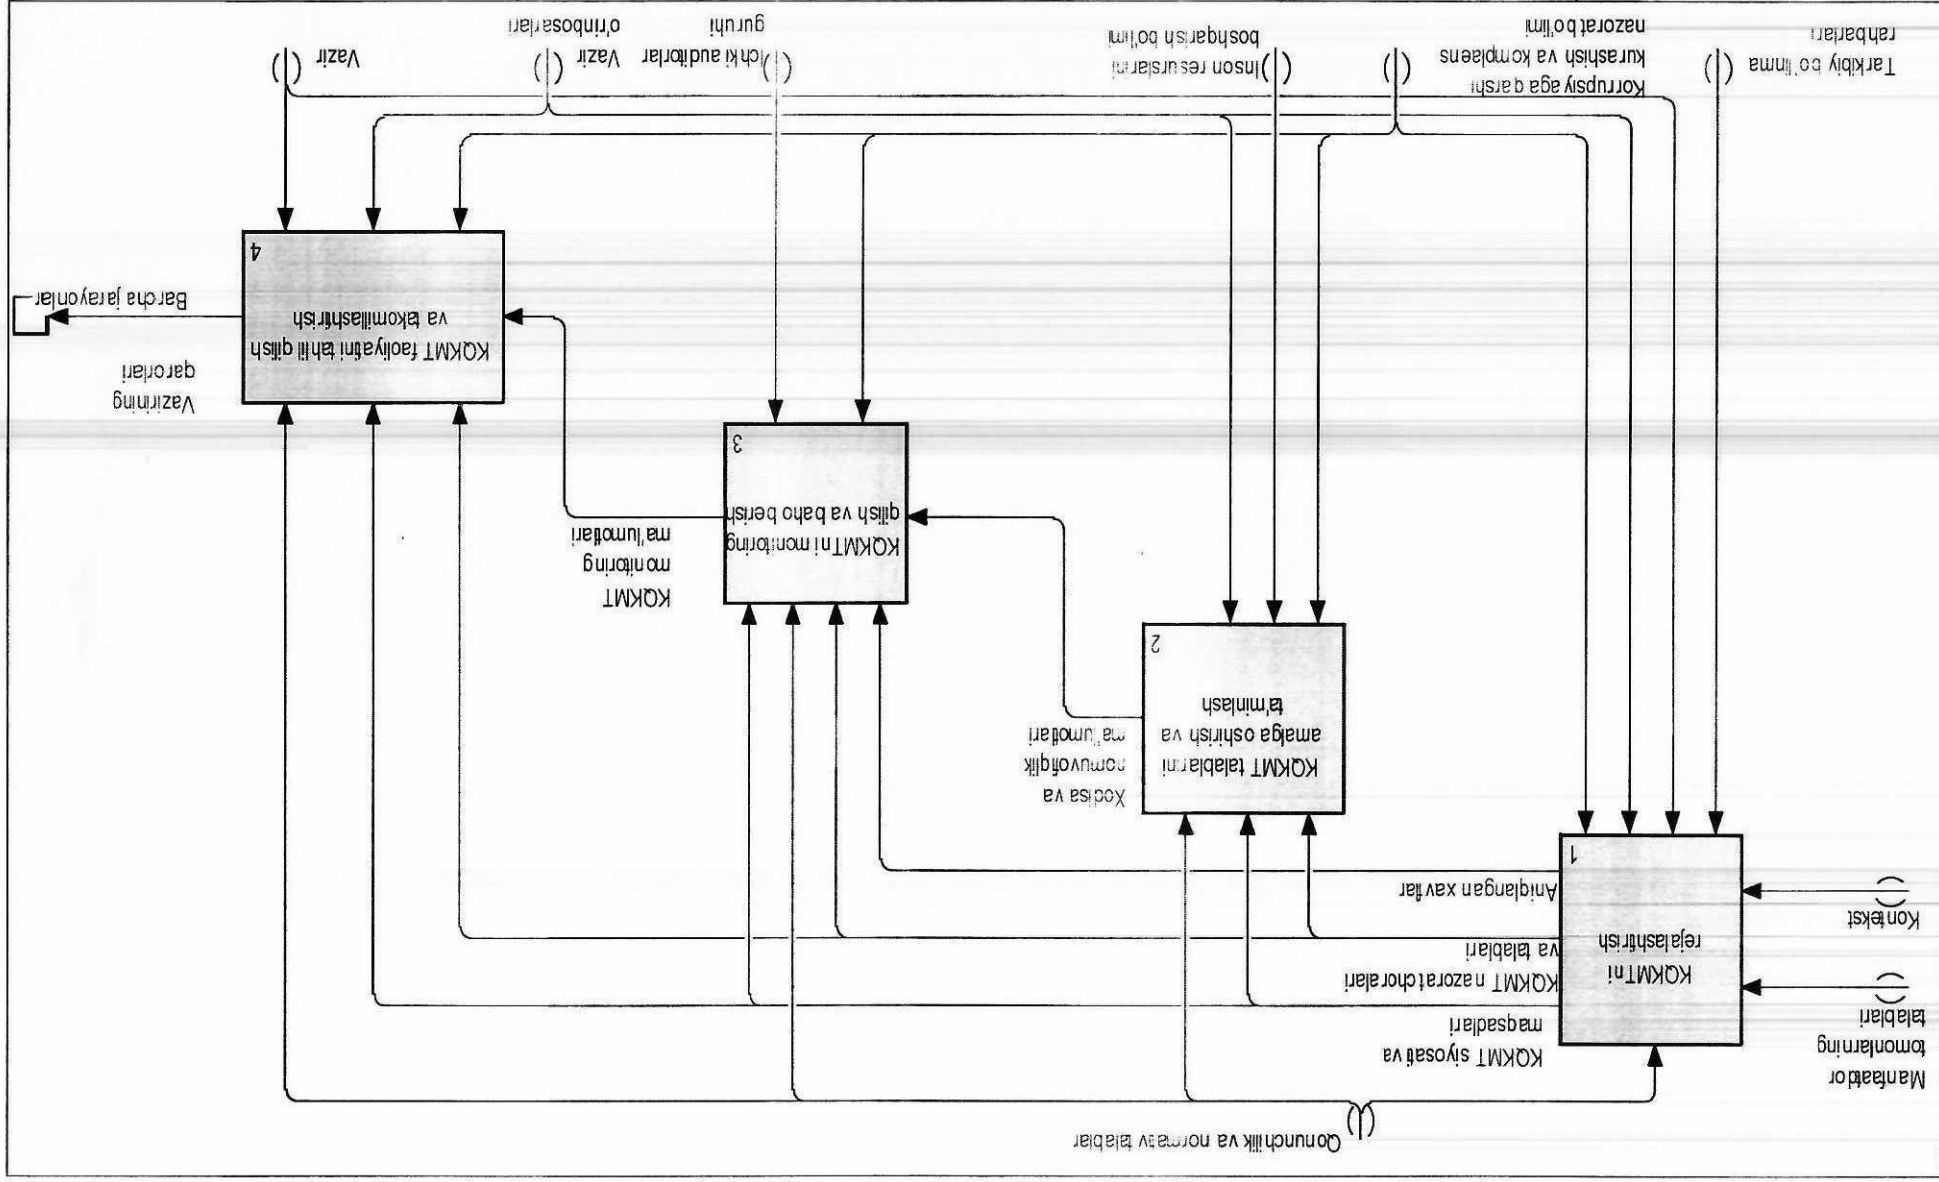 Qonunchilik va normativ talablar
Manfaatdor
tomonlarning
talablari
Kontekst
KQKMTni
rejalashtirish
1
KQKMT siyosati va
maqsadlari
KQKMT nazorat choralari
va talablari
Aniqlangan xavflar
KQKMT talablarini
amalga oshirish va
ta'minlash
2
Xodisa va
nomuvofiqlik
ma'lumotlari
KQKMTni monitoring
qilish va baho berish
3
KQKMT
monitoring
ma'lumotlari
KQKMT faoliyatni tahlil qilish
va takomillashtirish
4
Vazirining
qarorlari
Barcha jarayonlar
Tarkibiy bo'linma
rahbarlari
Korrupsiyaga qarshi
kurashish va komplaens
nazorat bo'limi
Inson resurslarini
boshqarish bo'limi
Ichki auditorlar
guruhi
Vazir
o'rinbosarlari
Vazir